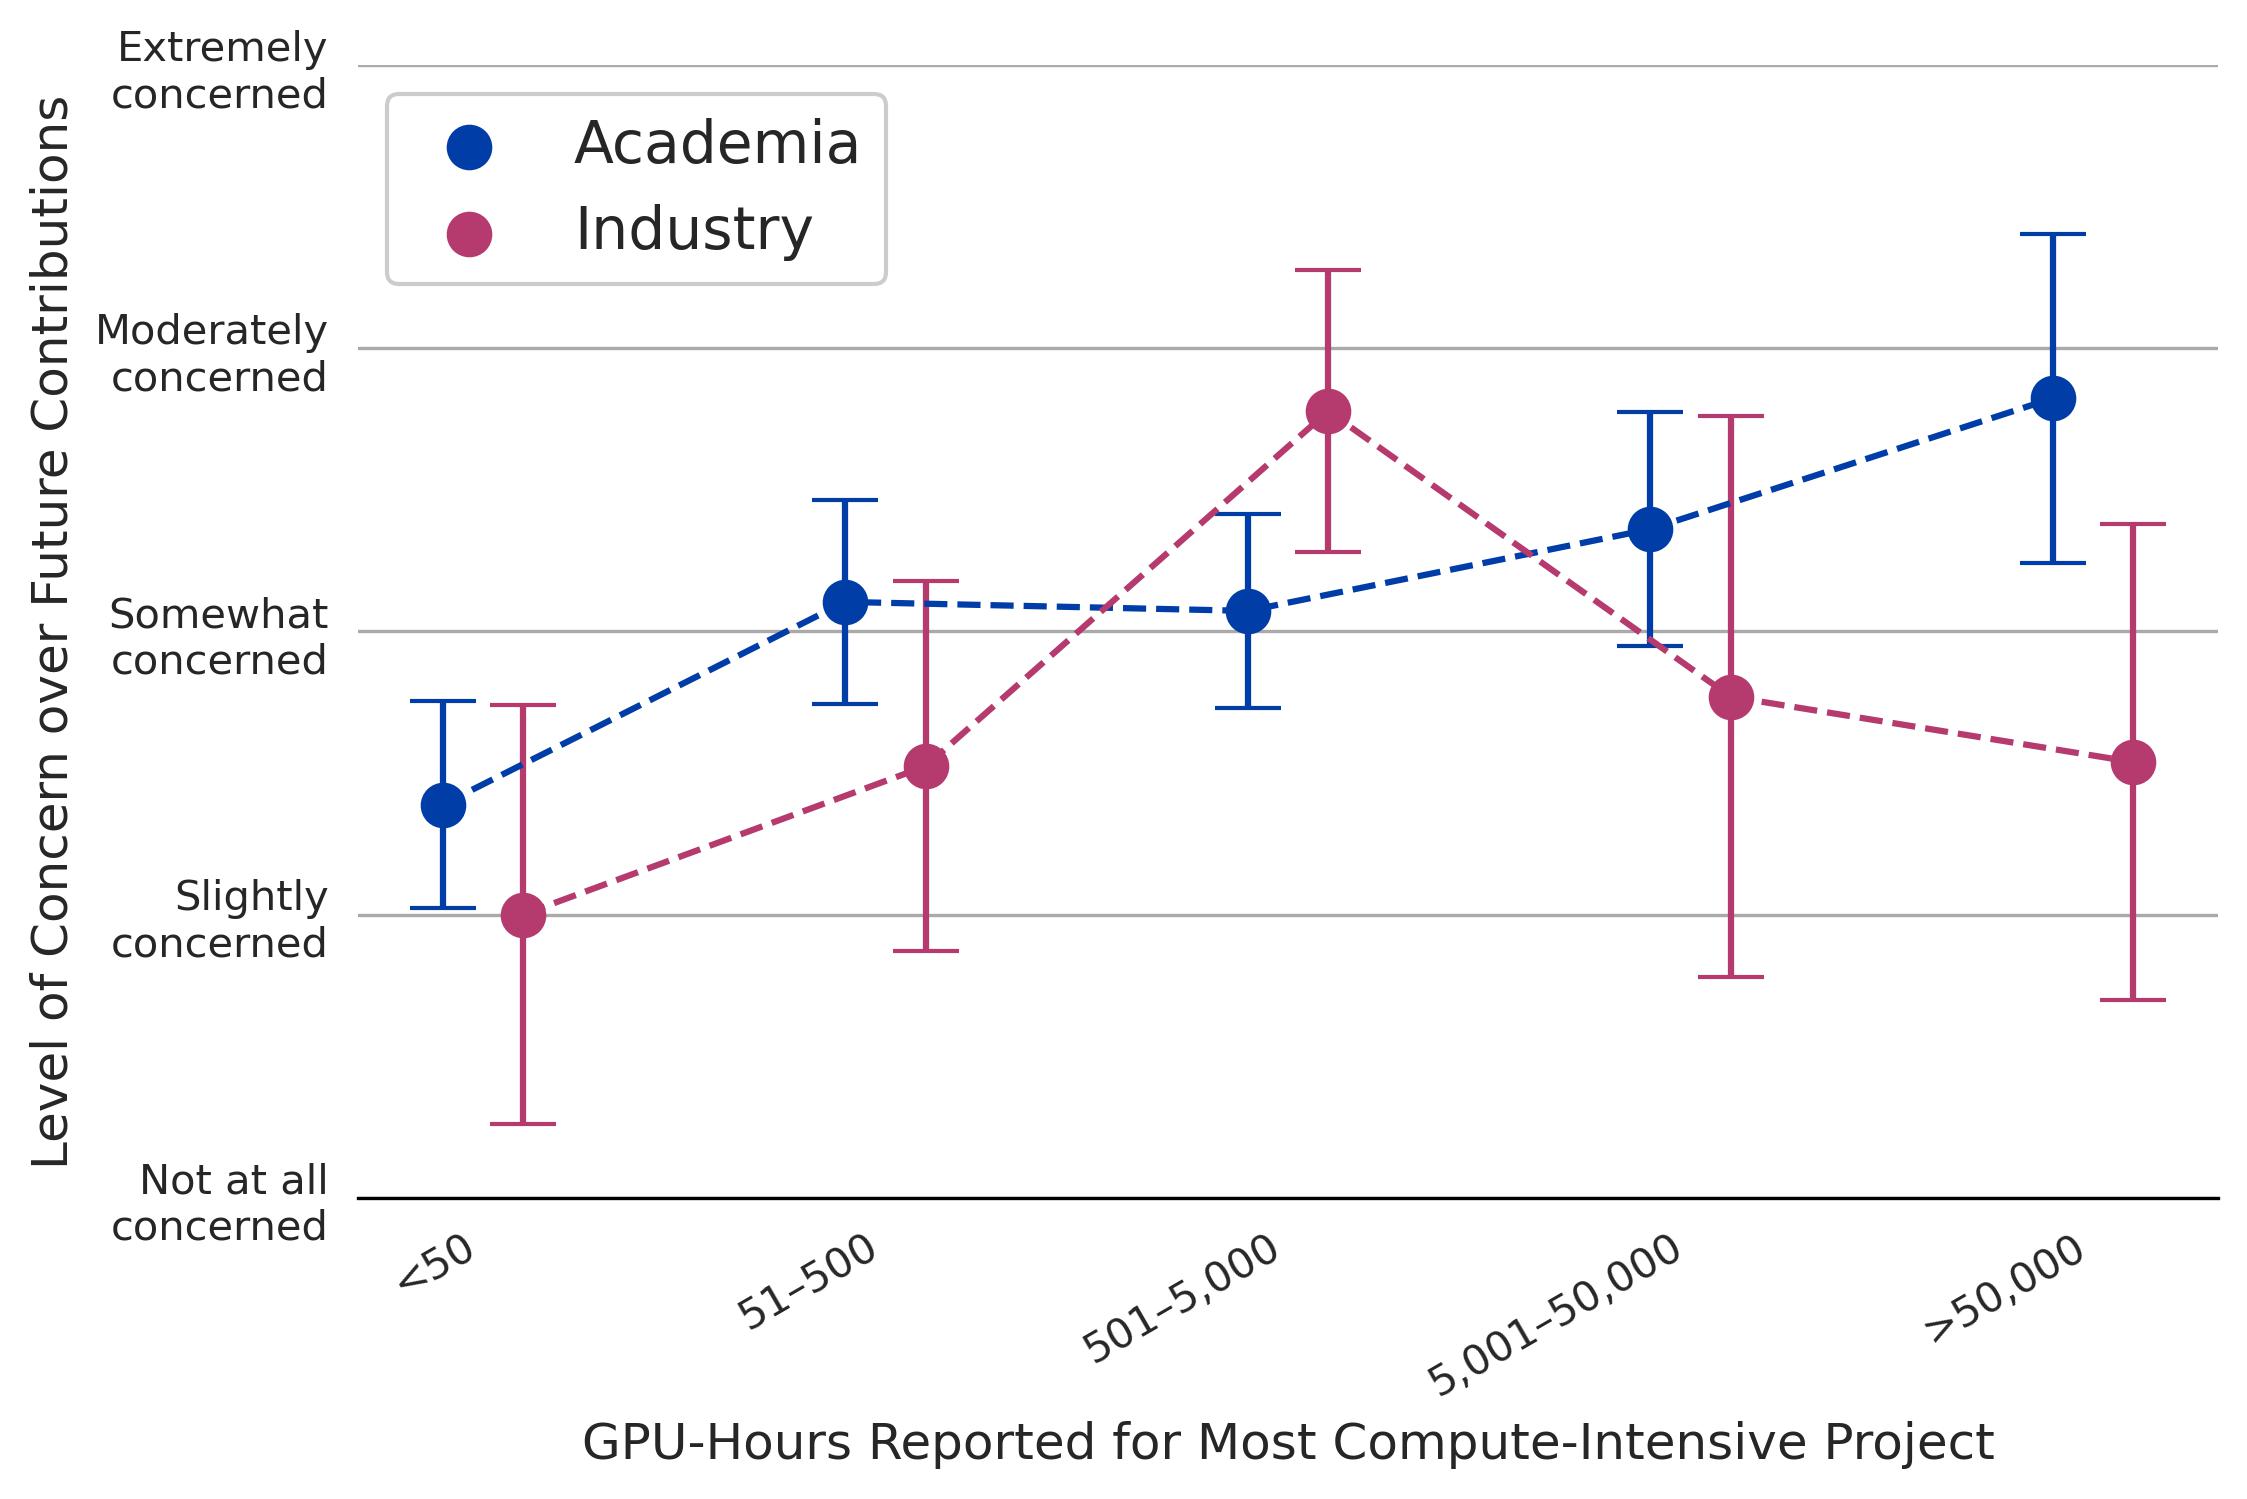 Level of Concern over Future Contributions
Extremely
concerned
Moderately
concerned
Somewhat
concerned
Slightly
concerned
Not at all
concerned
Academia
Industry
<50
51–500
501–5,000
5,001–50,000
>50,000
GPU-Hours Reported for Most Compute-Intensive Project